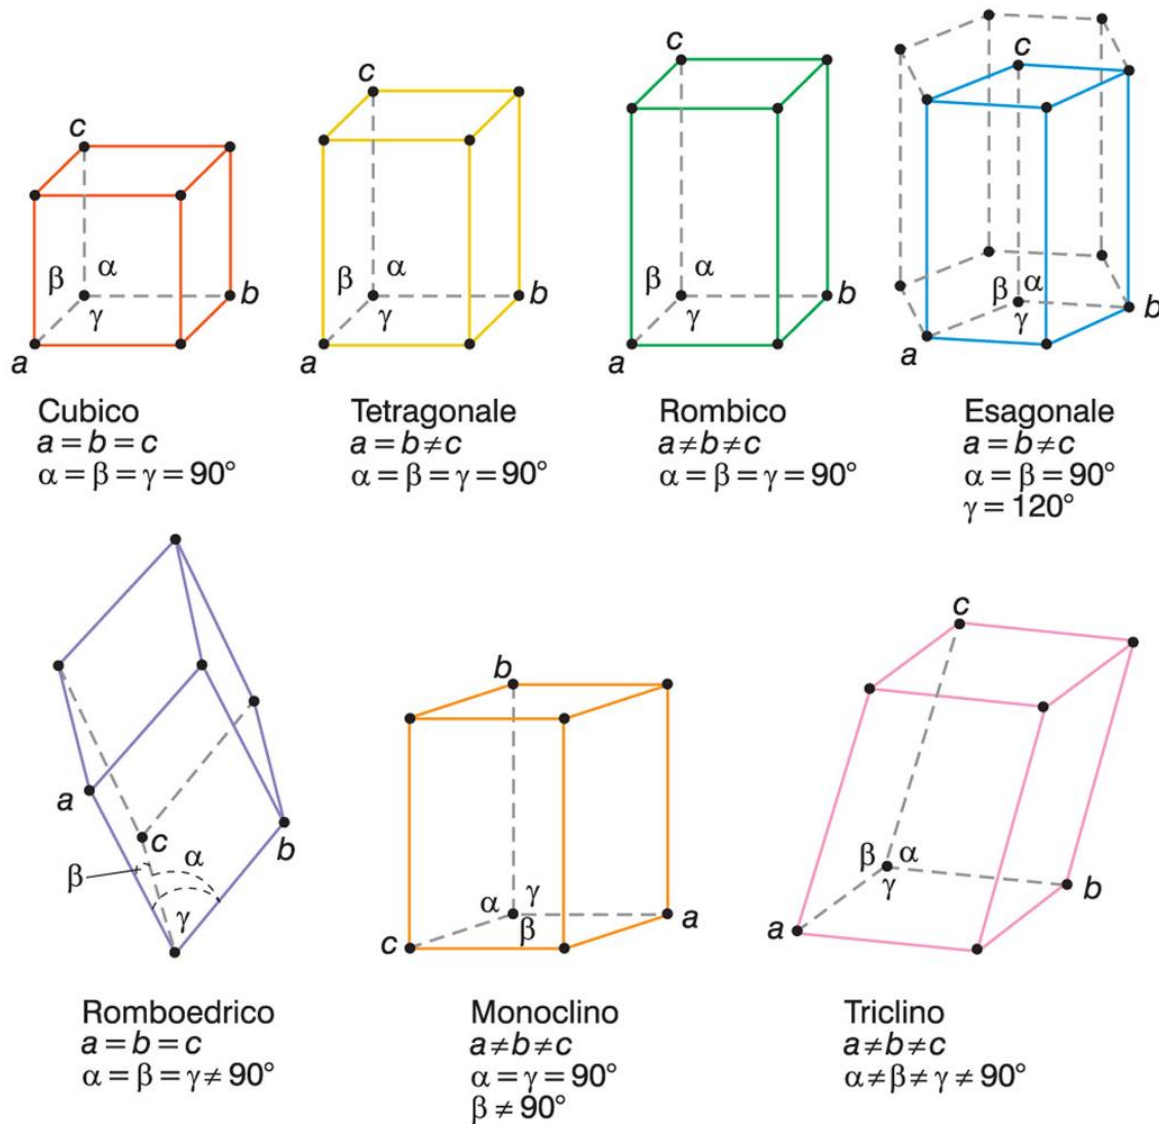 c
β α
b
γ
a
Cubico
a = b = c
α = β = γ = 90°
c
β α
b
γ
a
Tetragonale
a = b ≠ c
α = β = γ = 90°
c
β α
b
γ
a
Rombico
a ≠ b ≠ c
α = β = γ = 90°
c
β α
b
γ
a
Esagonale
a = b ≠ c
α = β = 90°
γ = 120°
a
c
b
β α
γ
Romboedrico
a = b = c
α = β = γ ≠ 90°
b
α γ
a
β
c
Monoclino
a ≠ b ≠ c
α = γ = 90°
β ≠ 90°
c
β α
γ
b
a
Triclino
a ≠ b ≠ c
α ≠ β ≠ γ ≠ 90°